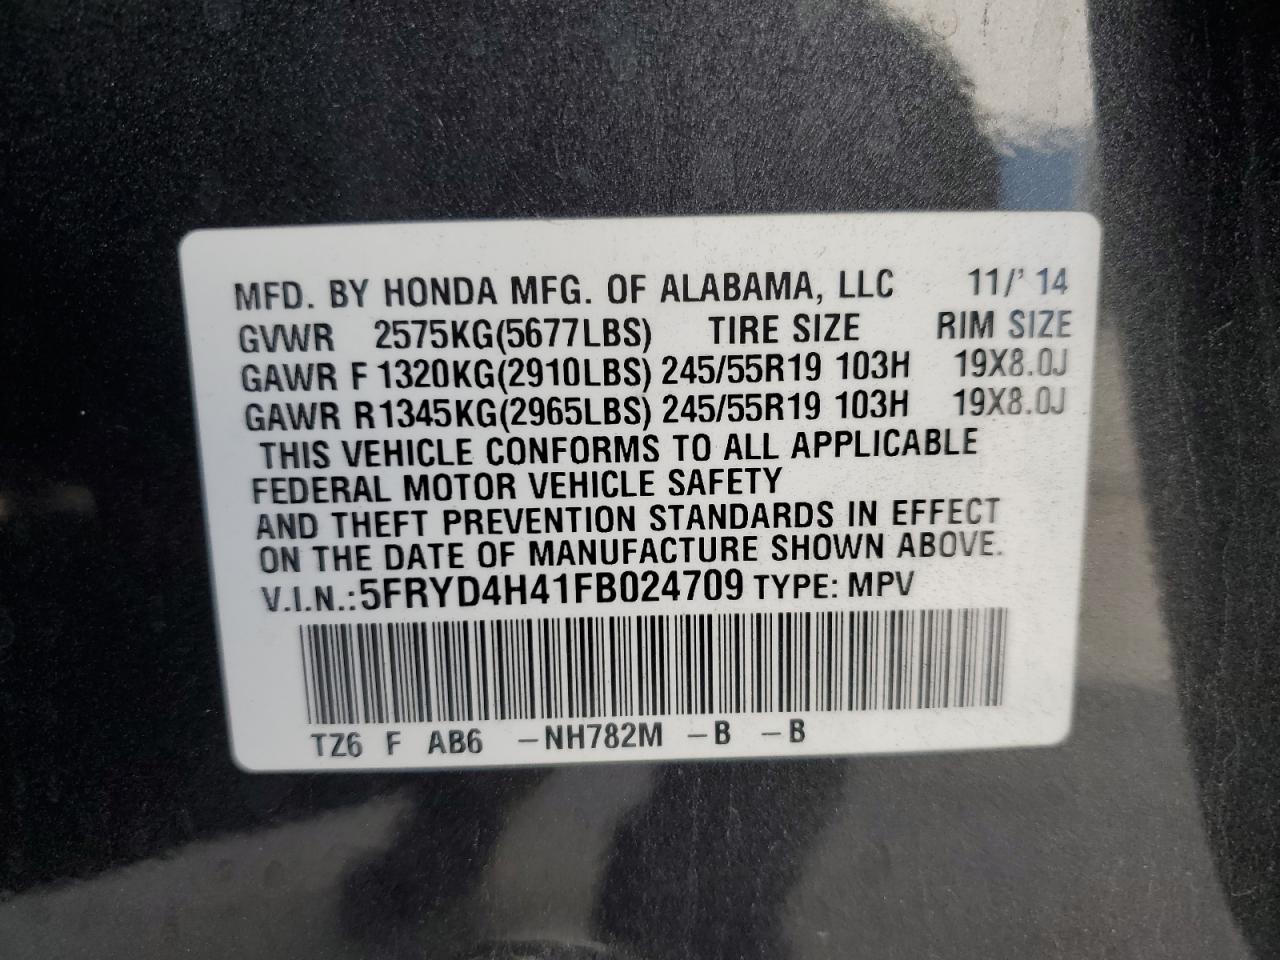 MFD. BY HONDA MFG. OF ALABAMA, LLC 11/' 14
GVWR 2575KG(5677LBS) TIRE SIZE RIM SIZE
GAWR F 1320KG(2910LBS) 245/55R19 103H 19X8.0J
GAWR R 1345KG(2965LBS) 245/55R19 103H 19X8.0J
THIS VEHICLE CONFORMS TO ALL APPLICABLE
FEDERAL MOTOR VEHICLE SAFETY
AND THEFT PREVENTION STANDARDS IN EFFECT
ON THE DATE OF MANUFACTURE SHOWN ABOVE.
V.I.N.:5FRYD4H41FB024709 TYPE: MPV
TZ6 F AB6 -NH782M -B -B